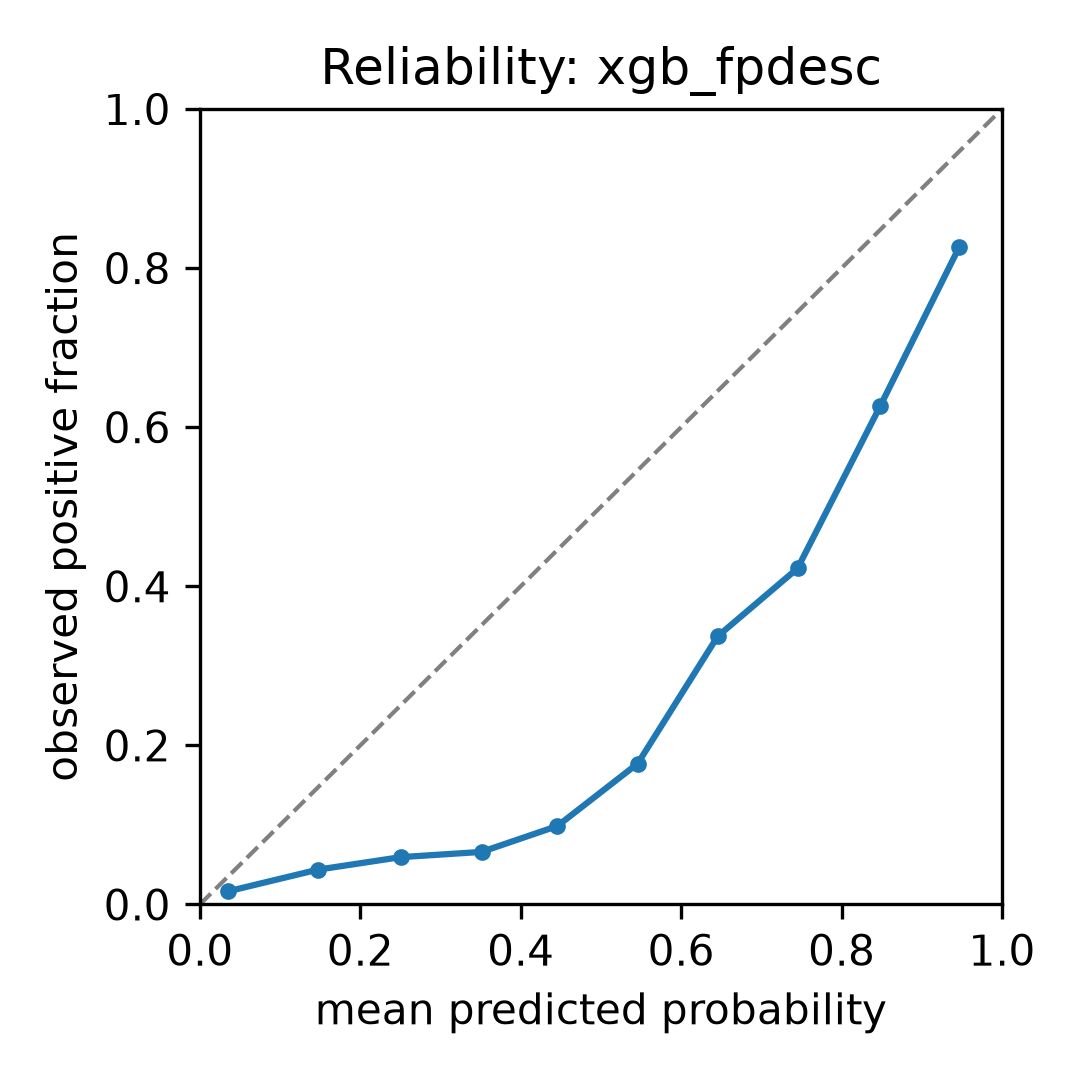 Reliability: xgb_fpdesc
1.0
0.8
0.6
0.4
0.2
0.0
observed positive fraction
0.0 0.2 0.4 0.6 0.8 1.0
mean predicted probability